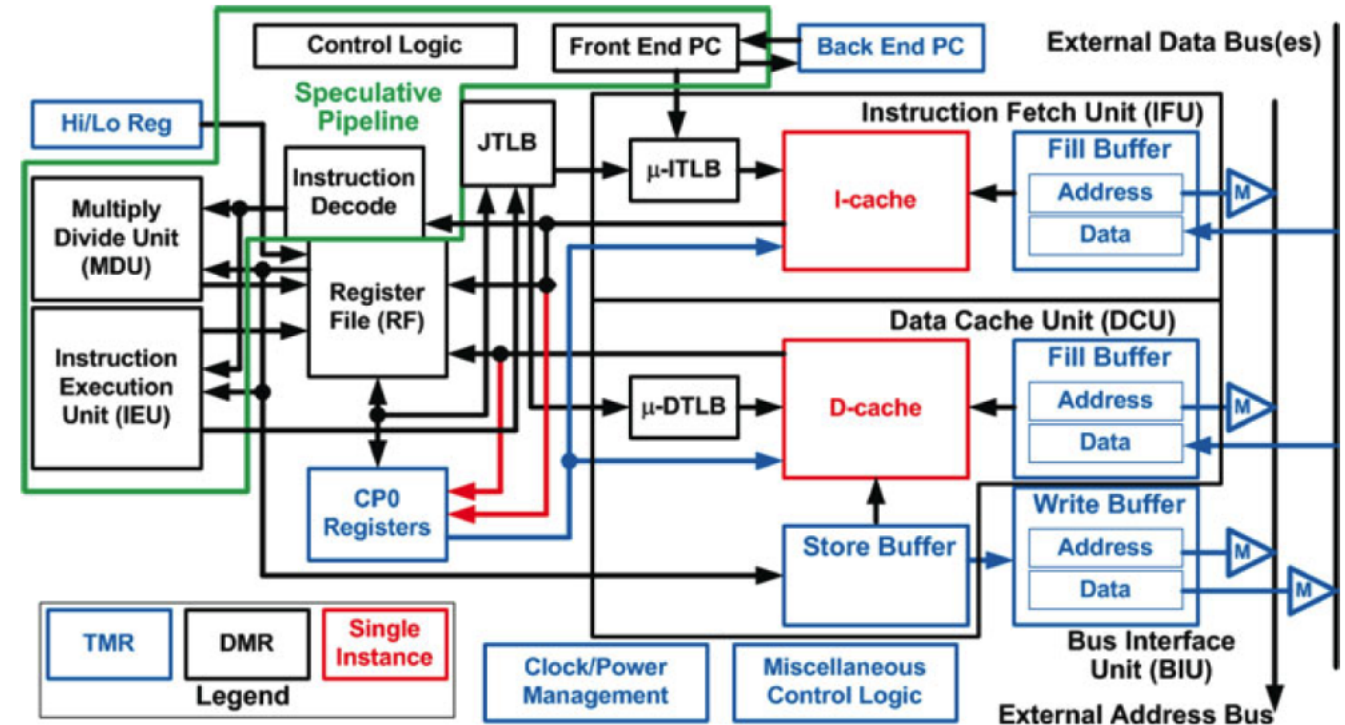 Control Logic
Front End PC
Back End PC
External Data Bus(es)
Hi/Lo Reg
Speculative
Pipeline
JTLB
Instruction Fetch Unit (IFU)
Instruction
Decode
μ-ITLB
I-cache
Fill Buffer
Address
Data
M
Multiply
Divide Unit
(MDU)
Register
File (RF)
Instruction
Execution
Unit (IEU)
Data Cache Unit (DCU)
μ-DTLB
D-cache
Fill Buffer
Address
Data
M
CP0
Registers
Store Buffer
Write Buffer
Address
Data
M
M
TMR
DMR
Single
Instance
Legend
Clock/Power
Management
Miscellaneous
Control Logic
Bus Interface
Unit (BIU)
External Address Bus